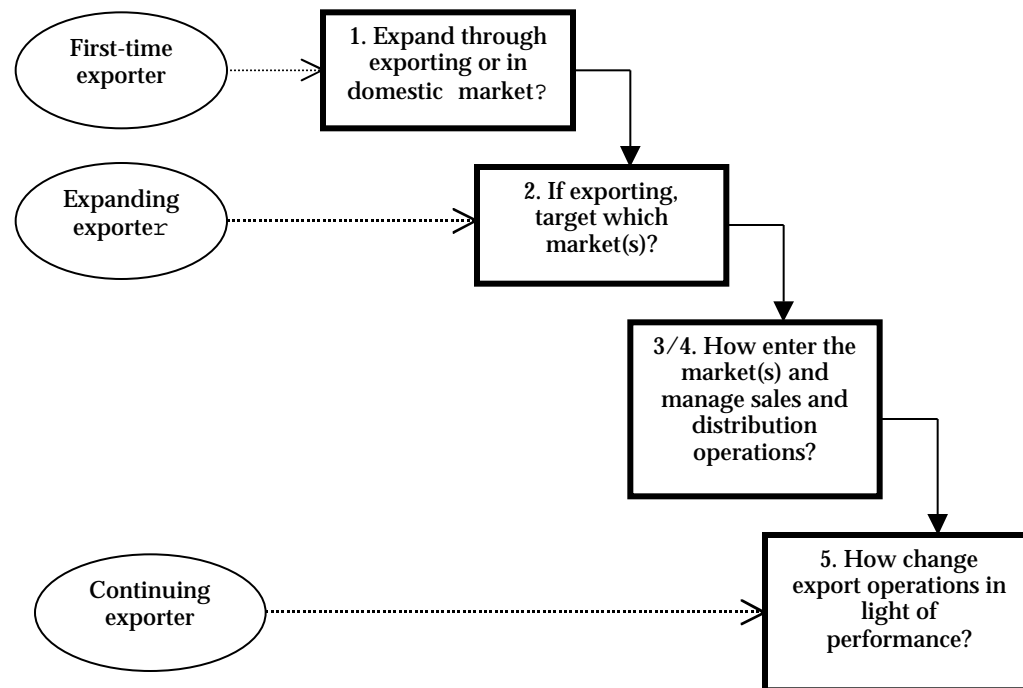 First-time
exporter
1. Expand through
exporting or in
domestic market?
Expanding
exporter
2. If exporting,
target which
market(s)?
3/4. How enter the
market(s) and
manage sales and
distribution
operations?
Continuing
exporter
5. How change
export operations in
light of
performance?